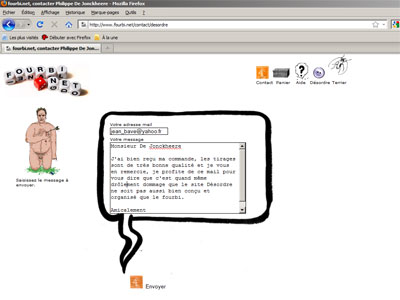 fourbi.net, contacter Philippe De Jonckheere - Mozilla Firefox
Fichier Édition Affichage Historique Marque-pages Outils ?
http://www.fourbi.net/contact/desordre
Les plus visités Débuter avec Firefox À la une
fourbi.net, contacter Philippe De Jon...
FOURBI
NET
Contact Panier Aide Désordre Terrier
Votre adresse mail
jean_bave@yahoo.fr
Votre message
Monsieur De Jonckheere
J'ai bien reçu ma commande, les tirages
sont de très bonne qualité et je vous
en remercie, je profite de ce mail pour
vous dire que c'est quand même
drôlement dommage que le site Désordre
ne soit pas aussi bien conçu et
organisé que le fourbi.
Amicalement
Saisissez le message à
envoyer.
Envoyer